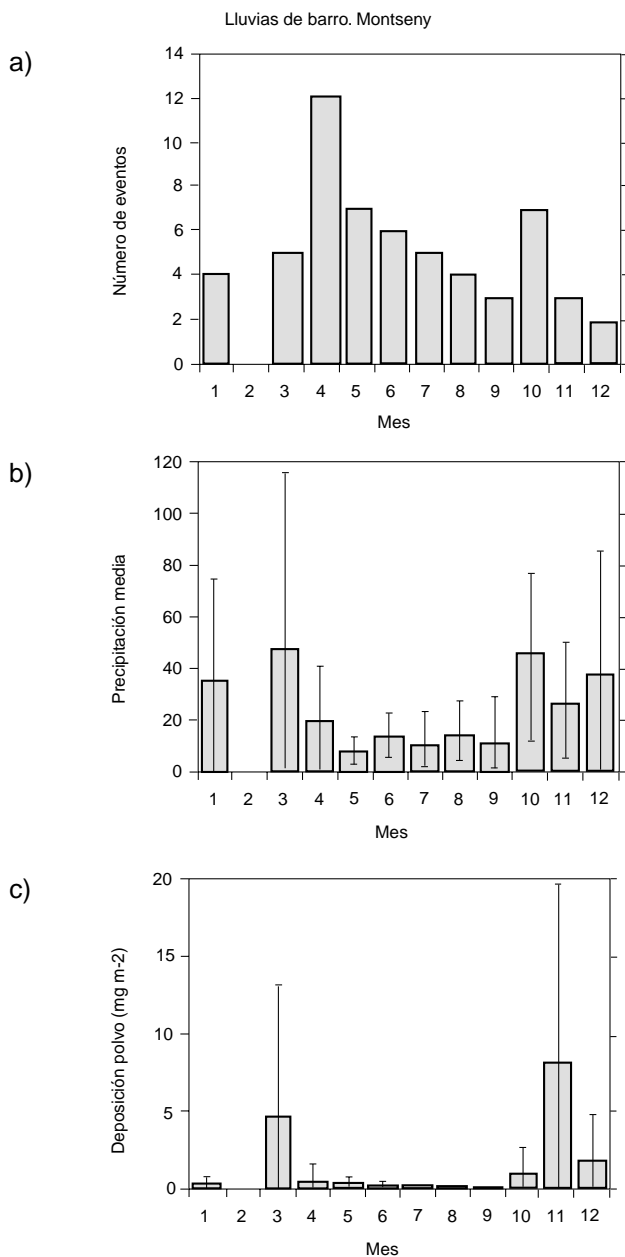 Lluvias de barro. Montseny
a)
Número de eventos
14
12
10
8
6
4
2
0
1 2 3 4 5 6 7 8 9 10 11 12
Mes
b)
Precipitación media
120
100
80
60
40
20
0
1 2 3 4 5 6 7 8 9 10 11 12
Mes
c)
Deposición polvo (mg m-2)
20
15
10
5
0
1 2 3 4 5 6 7 8 9 10 11 12
Mes